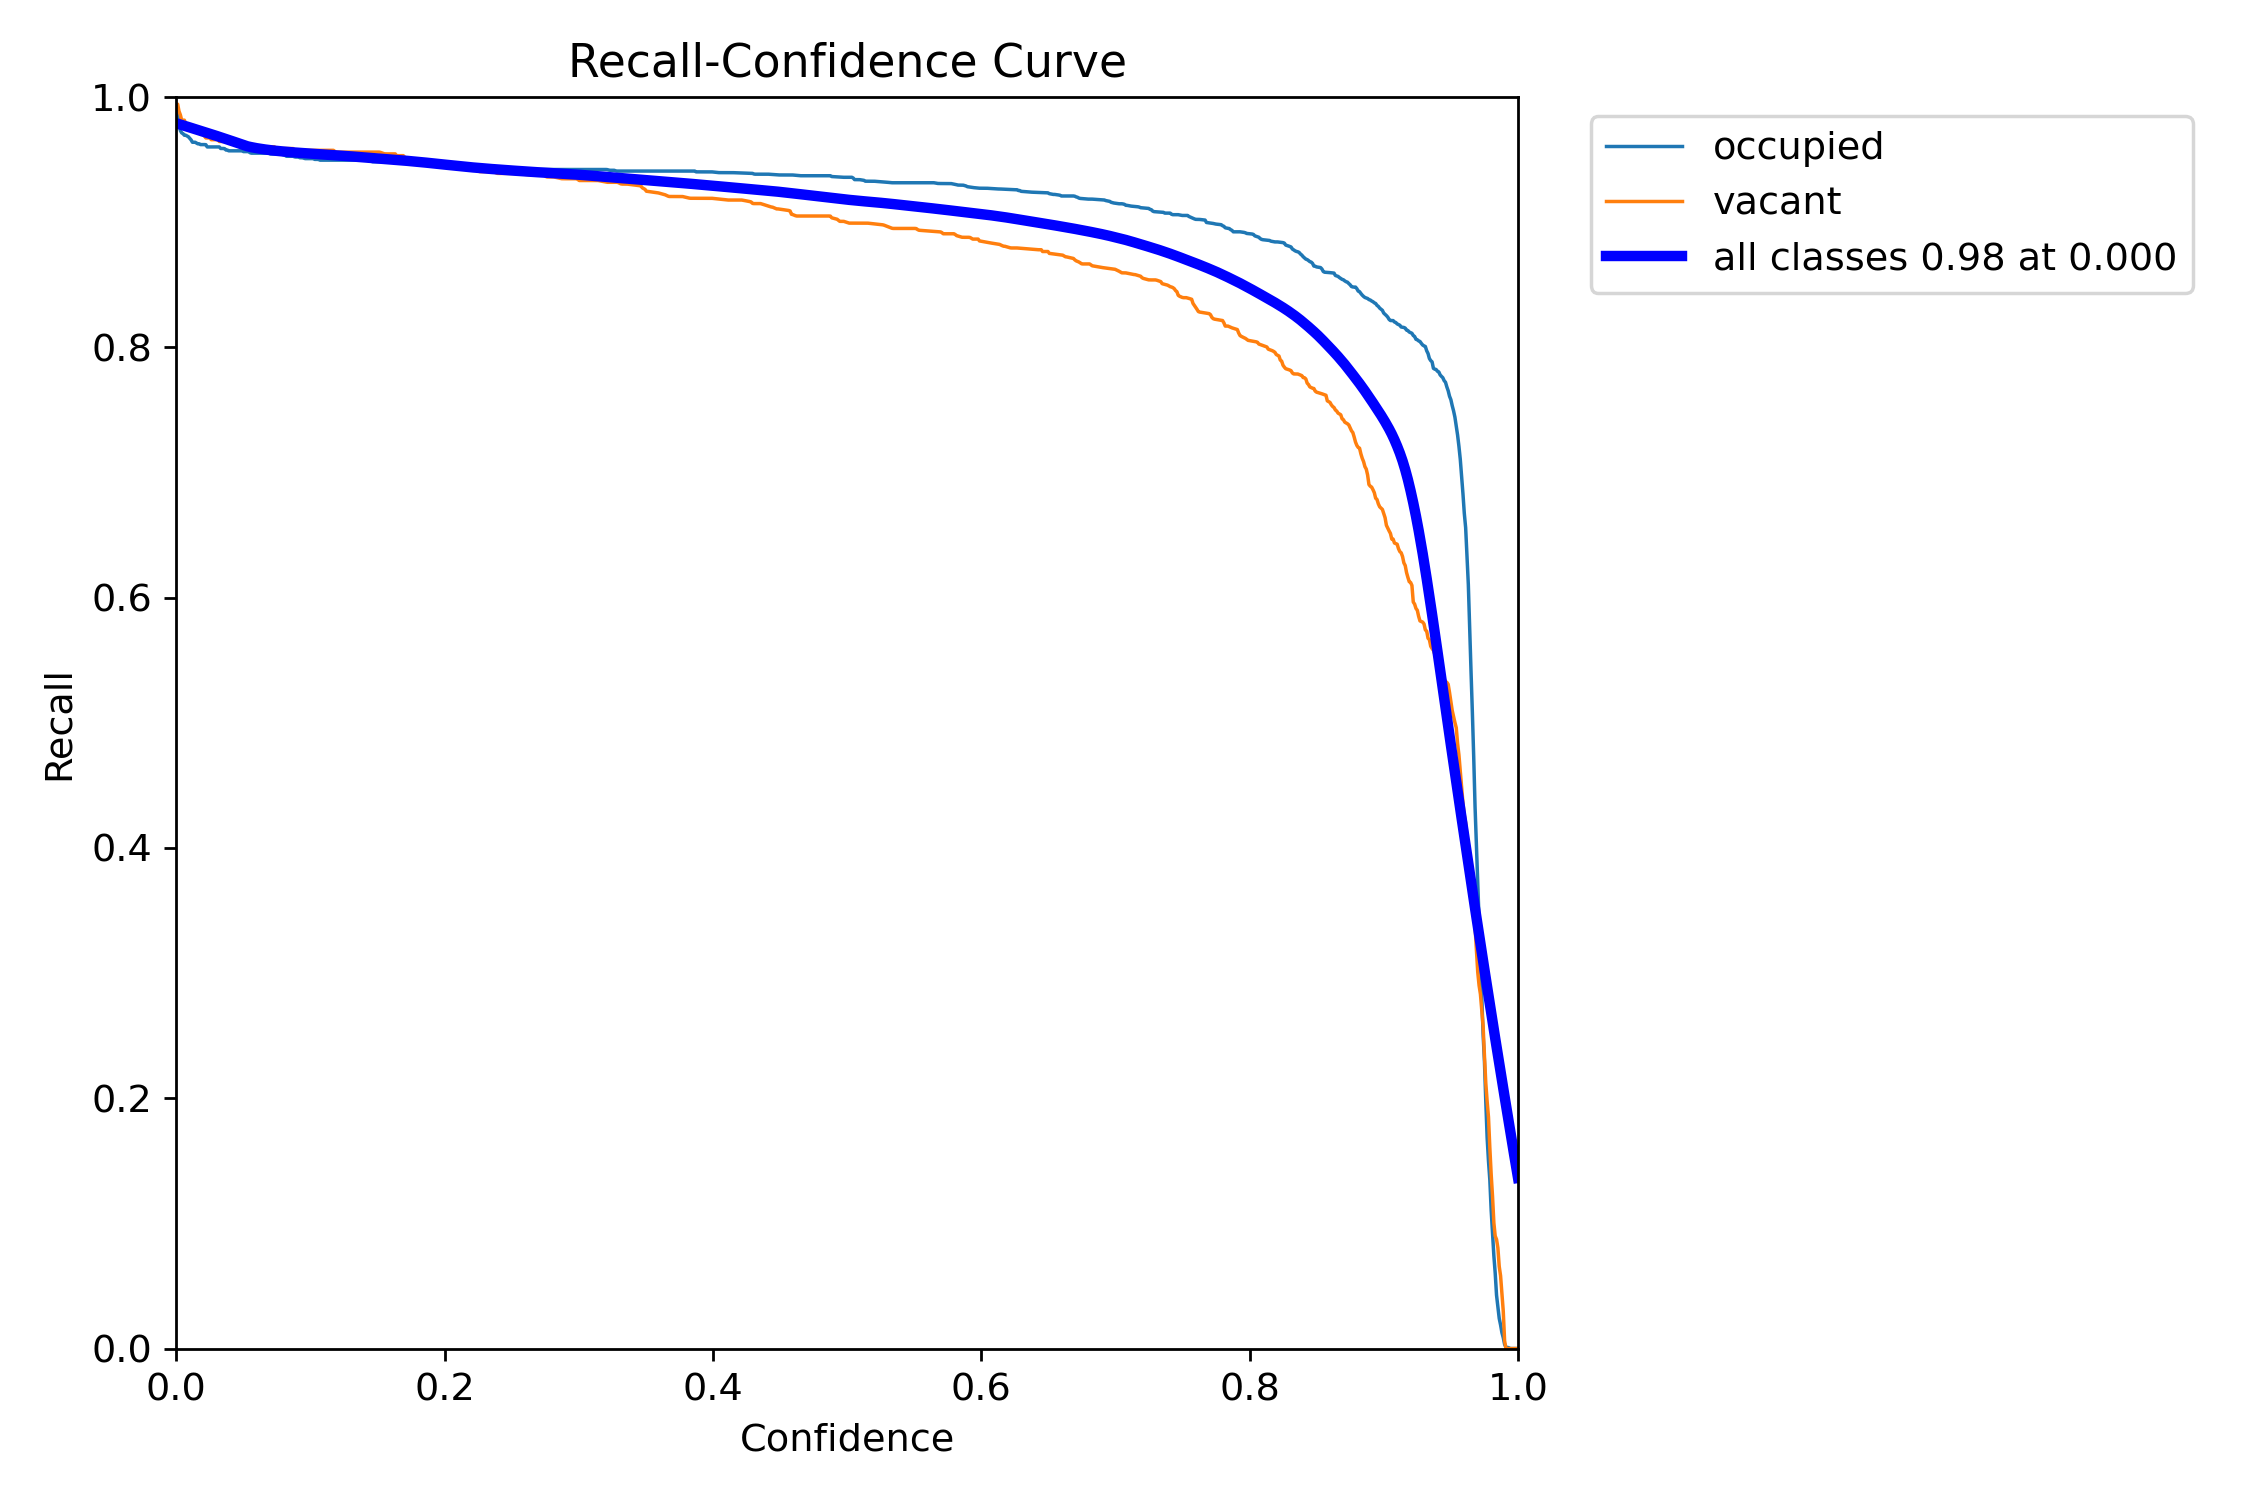 Recall-Confidence Curve
1.0
0.8
0.6
0.4
0.2
0.0
Recall
0.0 0.2 0.4 0.6 0.8 1.0
Confidence
occupied
vacant
all classes 0.98 at 0.000